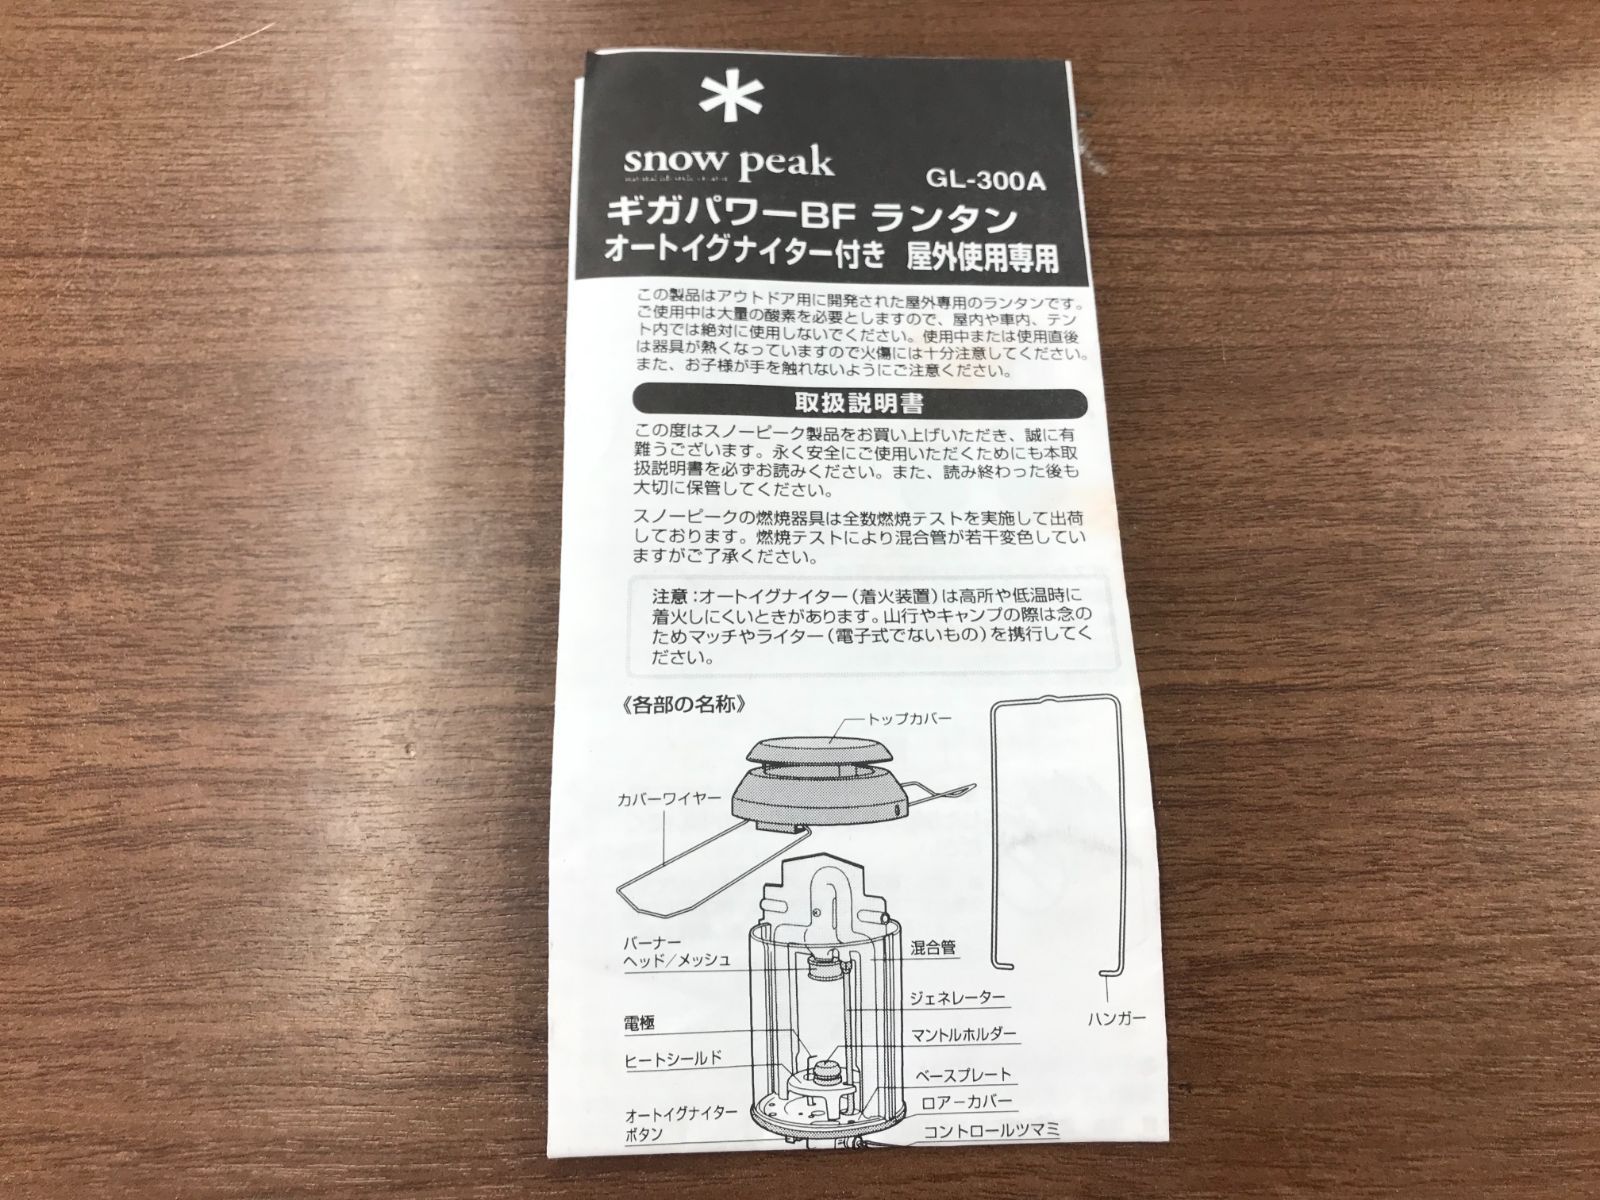 snow peak
GL-300A
ギガパワーBF ランタン
オートイグナイター付き 屋外使用専用
この製品はアウトドア用に開発された屋外専用のランタンです。
ご使用中は大量の酸素を必要としますので、屋内や車内、テン
ト内では絶対に使用しないでください。使用中または使用直後
は器具が熱くなっていますので火傷には十分注意してください。
また、お子様が手を触れないようにご注意ください。
取扱説明書
この度はスノーピーク製品をお買い上げいただき、誠に有
難うございます。永く安全にご使用いただくためにも本取
扱説明書を必ずお読みください。また、読み終わった後も
大切に保管してください。
スノーピークの燃焼器具は全数燃焼テストを実施して出荷
しております。燃焼テストにより混合管が若干変色してい
ますがご了承ください。
注意：オートイグナイター（着火装置）は高所や低温時に
着火しにくいときがあります。山行やキャンプの際は念の
ためマッチやライター（電子式でないもの）を携行してく
ださい。
《各部の名称》
トップカバー
カバーワイヤー
バーナー
ヘッド／メッシュ
混合管
ジェネレーター
ハンガー
電極
マントルホルダー
ヒートシールド
ベースプレート
ロアーカバー
オートイグナイター
ボタン
コントロールツマミ